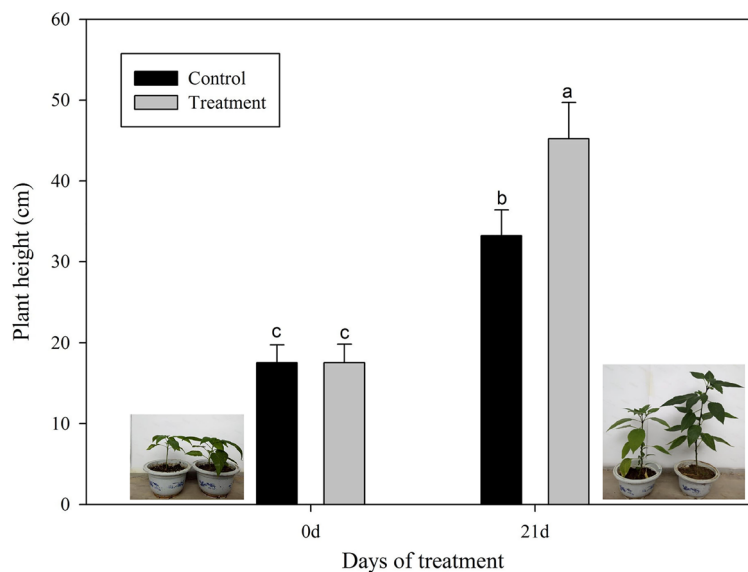 60
50
40
30
20
10
0
Plant height (cm)
Control
Treatment
c
c
b
a
0d
21d
Days of treatment